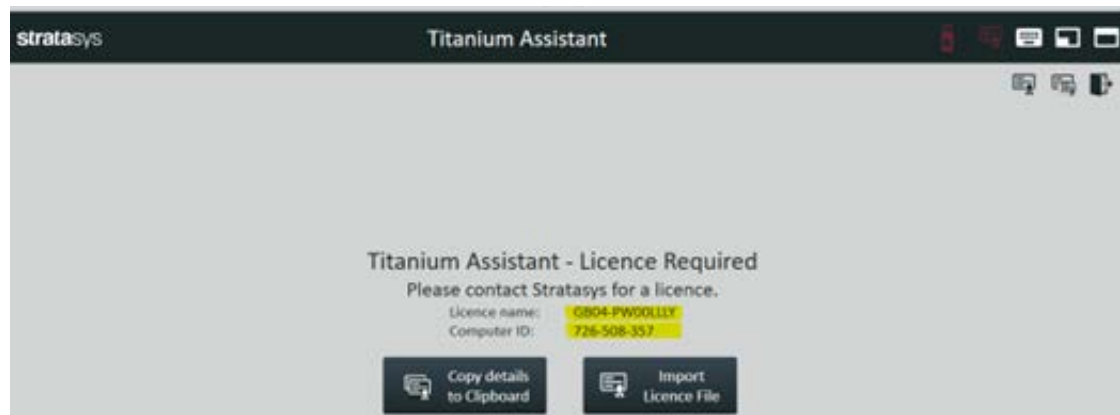 stratasys Titanium Assistant
Titanium Assistant - Licence Required
Please contact Stratasys for a licence.
Licence name: GB04-PW00LLLY
Computer ID: 726-508-357
Copy details
to Clipboard
Import
Licence File